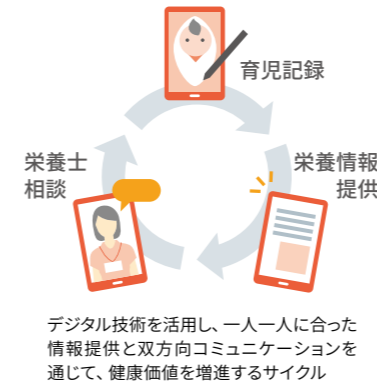 育児記録
栄養士
相談
栄養情報
提供
デジタル技術を活用し、一人一人に合った
情報提供と双方向コミュニケーションを
通じて、健康価値を増進するサイクル